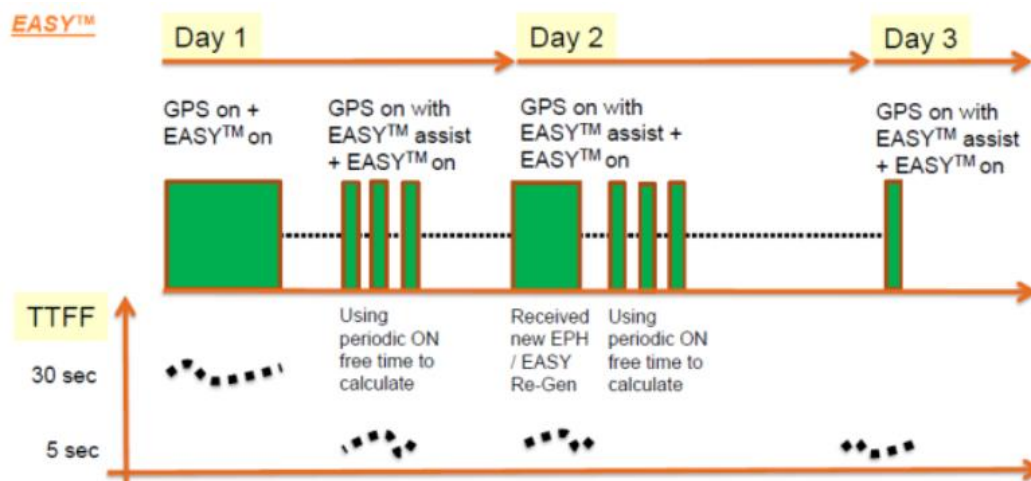 EASY™
Day 1
Day 2
Day 3
GPS on +
EASY™ on
GPS on with
EASY™ assist
+ EASY™ on
GPS on with
EASY™ assist +
EASY™ on
GPS on with
EASY™ assist
+ EASY™ on
TTFF
Using
periodic ON
free time to
calculate
Received
new EPH
/ EASY
Re-Gen
Using
periodic ON
free time to
calculate
30 sec
5 sec